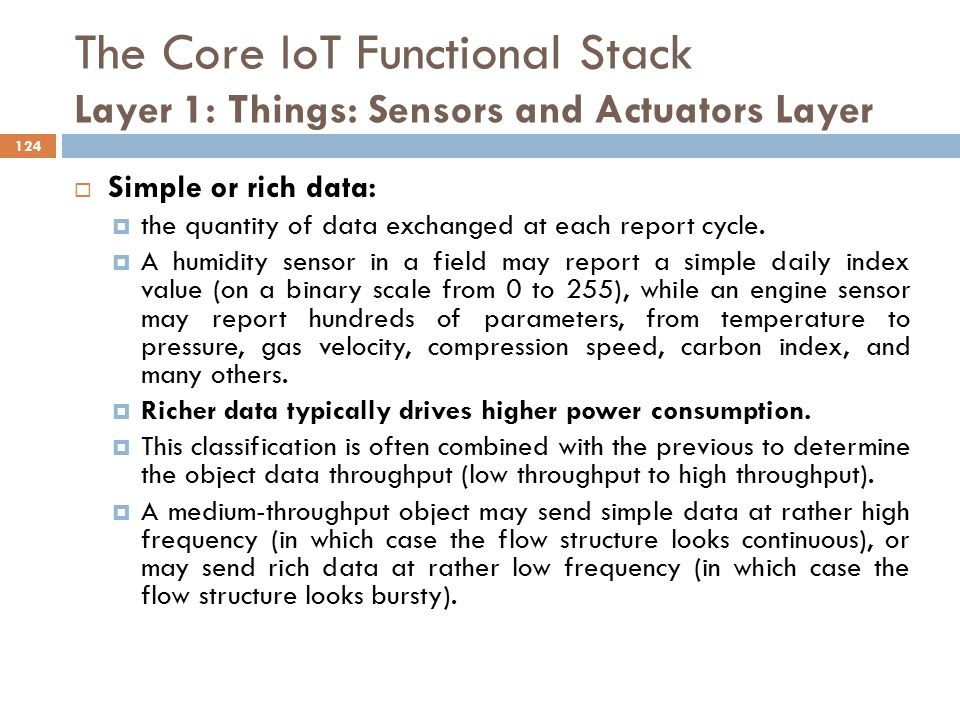 The Core IoT Functional Stack
Layer 1: Things: Sensors and Actuators Layer
124
Simple or rich data:
the quantity of data exchanged at each report cycle.
A humidity sensor in a field may report a simple daily index
value (on a binary scale from 0 to 255), while an engine sensor
may report hundreds of parameters, from temperature to
pressure, gas velocity, compression speed, carbon index, and
many others.
Richer data typically drives higher power consumption.
This classification is often combined with the previous to determine
the object data throughput (low throughput to high throughput).
A medium-throughput object may send simple data at rather high
frequency (in which case the flow structure looks continuous), or
may send rich data at rather low frequency (in which case the
flow structure looks bursty).